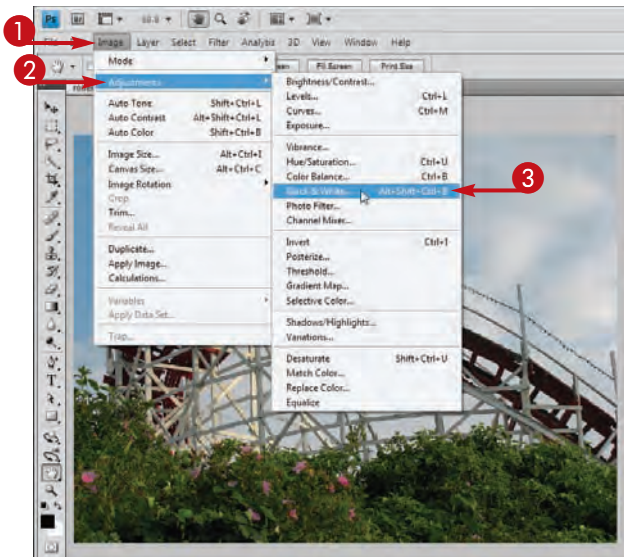 Ps Br
1
Image Layer Select Filter Analysis 3D View Window Help
2
Fill Screen Print Size
Mode
Adjustments
Auto Tone Shift+Ctrl+L
Auto Contrast Alt+Shift+Ctrl+L
Auto Color Shift+Ctrl+B
Image Size... Alt+Ctrl+I
Canvas Size... Alt+Ctrl+C
Image Rotation
Crop
Trim...
Reveal All
Duplicate...
Apply Image...
Calculations...
Variables
Apply Data Set...
Trap...
Brightness/Contrast...
Levels... Ctrl+L
Curves... Ctrl+M
Exposure...
Vibrance...
Hue/Saturation... Ctrl+U
Color Balance... Ctrl+B
Black & White... Alt+Shift+Ctrl+B
3
Photo Filter...
Channel Mixer...
Invert Ctrl+I
Posterize...
Threshold...
Gradient Map...
Selective Color...
Shadows/Highlights...
Variations...
Desaturate Shift+Ctrl+U
Match Color...
Replace Color...
Equalize
T